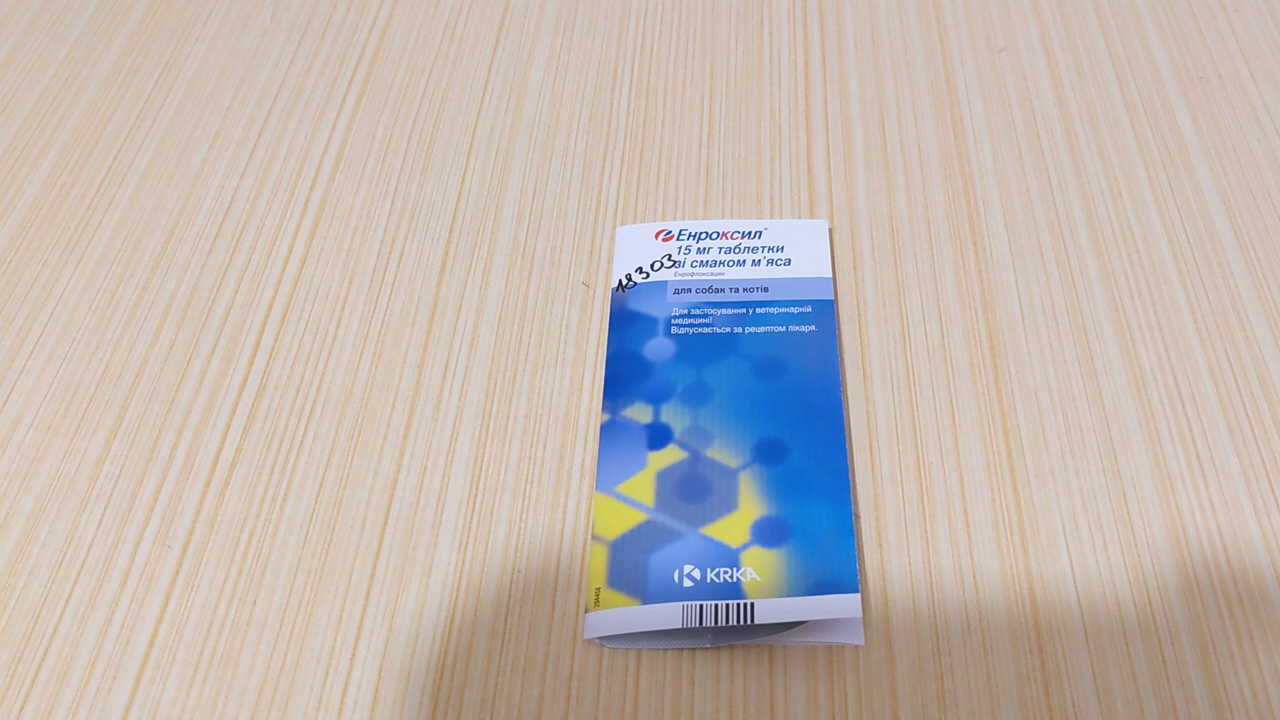 Енроксил®
15 мг таблетки
зі смаком м'яса
Енрофлоксацин
18303
для собак та котів
Для застосування у ветеринарній
медицині!
Відпускається за рецептом лікаря.
KRKA